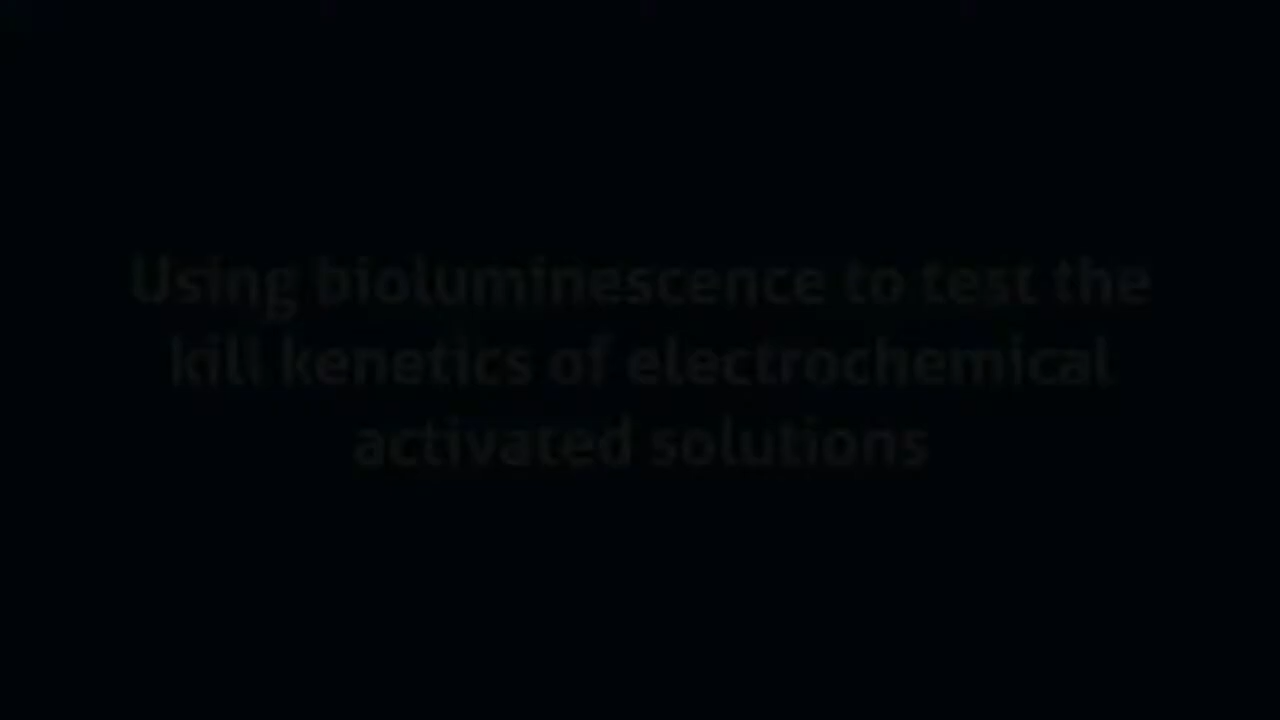 Using bioluminescence to test the
kill kenetics of electrochemical
activated solutions